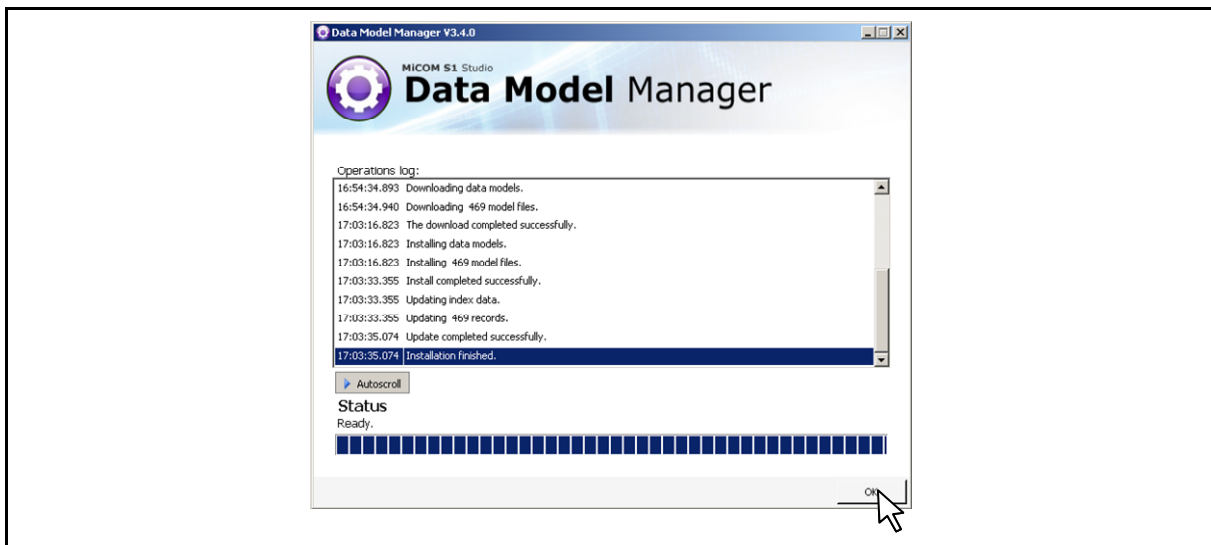 Data Model Manager V3.4.0
MiCOM S1 Studio
Data Model Manager
Operations log:
16:54:34.893 Downloading data models.
16:54:34.940 Downloading 469 model files.
17:03:16.823 The download completed successfully.
17:03:16.823 Installing data models.
17:03:16.823 Installing 469 model files.
17:03:33.355 Install completed successfully.
17:03:33.355 Updating index data.
17:03:33.355 Updating 469 records.
17:03:35.074 Update completed successfully.
17:03:35.074 Installation finished.
Autoscroll
Status
Ready.
OK